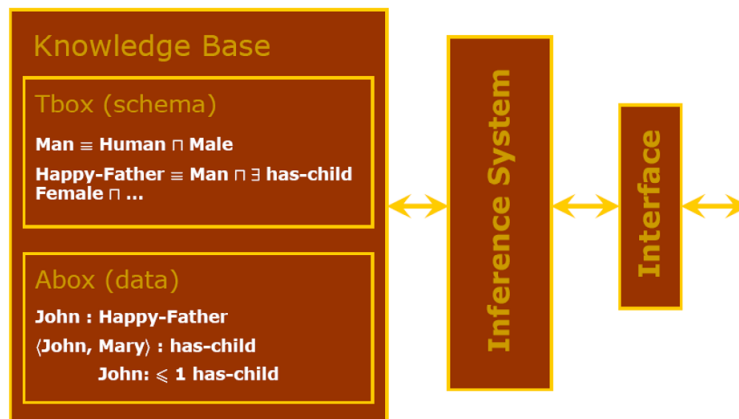 Knowledge Base
Tbox (schema)
Man ≡ Human ⊓ Male
Happy-Father ≡ Man ⊓ ∃ has-child
Female ⊓ ...
Abox (data)
John : Happy-Father
⟨John, Mary⟩ : has-child
John: ⩽ 1 has-child
Inference System
Interface